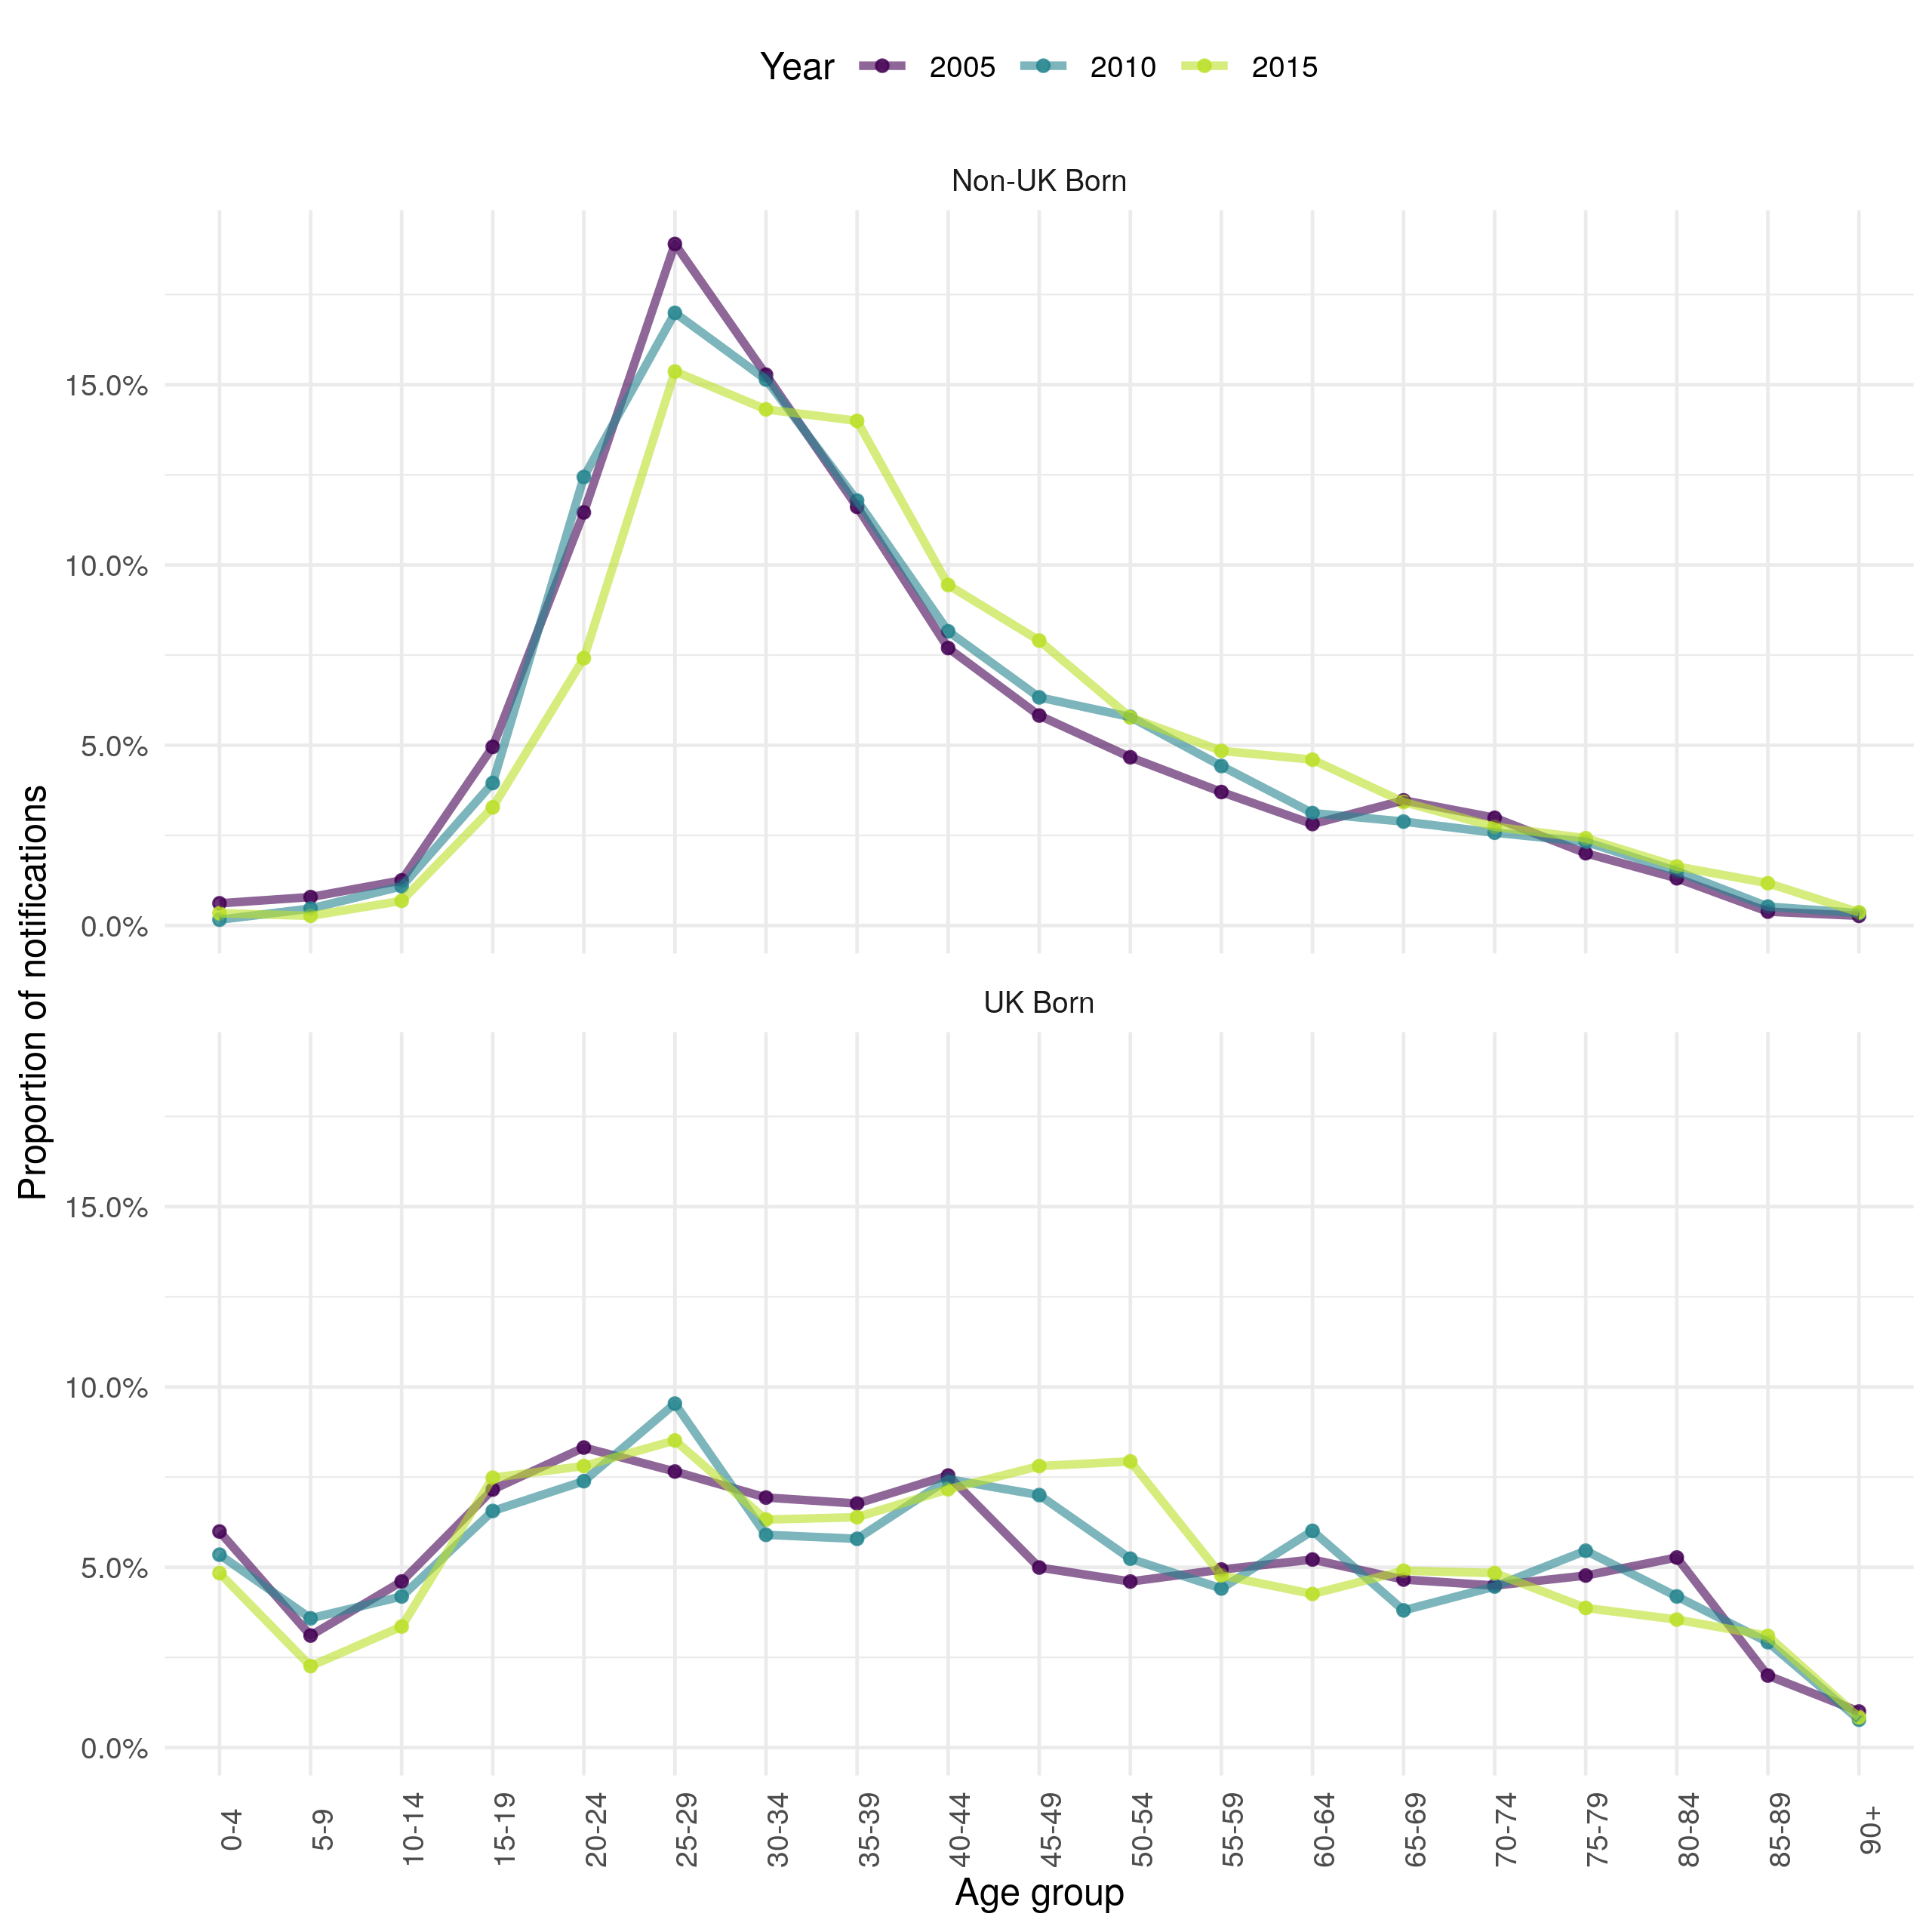 Year 2005 2010 2015
Non-UK Born
15.0%
10.0%
5.0%
0.0%
UK Born
15.0%
10.0%
5.0%
0.0%
Proportion of notifications
0-4 5-9 10-14 15-19 20-24 25-29 30-34 35-39 40-44 45-49 50-54 55-59 60-64 65-69 70-74 75-79 80-84 85-89 90+
Age group